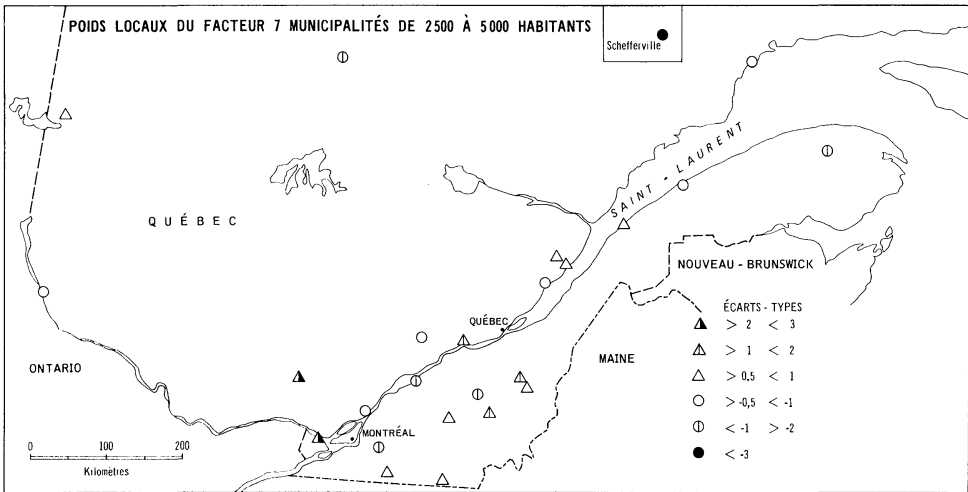 POIDS LOCAUX DU FACTEUR 7 MUNICIPALITÉS DE 2500 À 5000 HABITANTS
Schefferville
SAINT - LAURENT
QUÉBEC
NOUVEAU - BRUNSWICK
ÉCARTS - TYPES
> 2 < 3
> 1 < 2
> 0,5 < 1
> -0,5 < -1
< -1 > -2
< -3
QUÉBEC
MAINE
ONTARIO
MONTRÉAL
0 100 200
Kilomètres